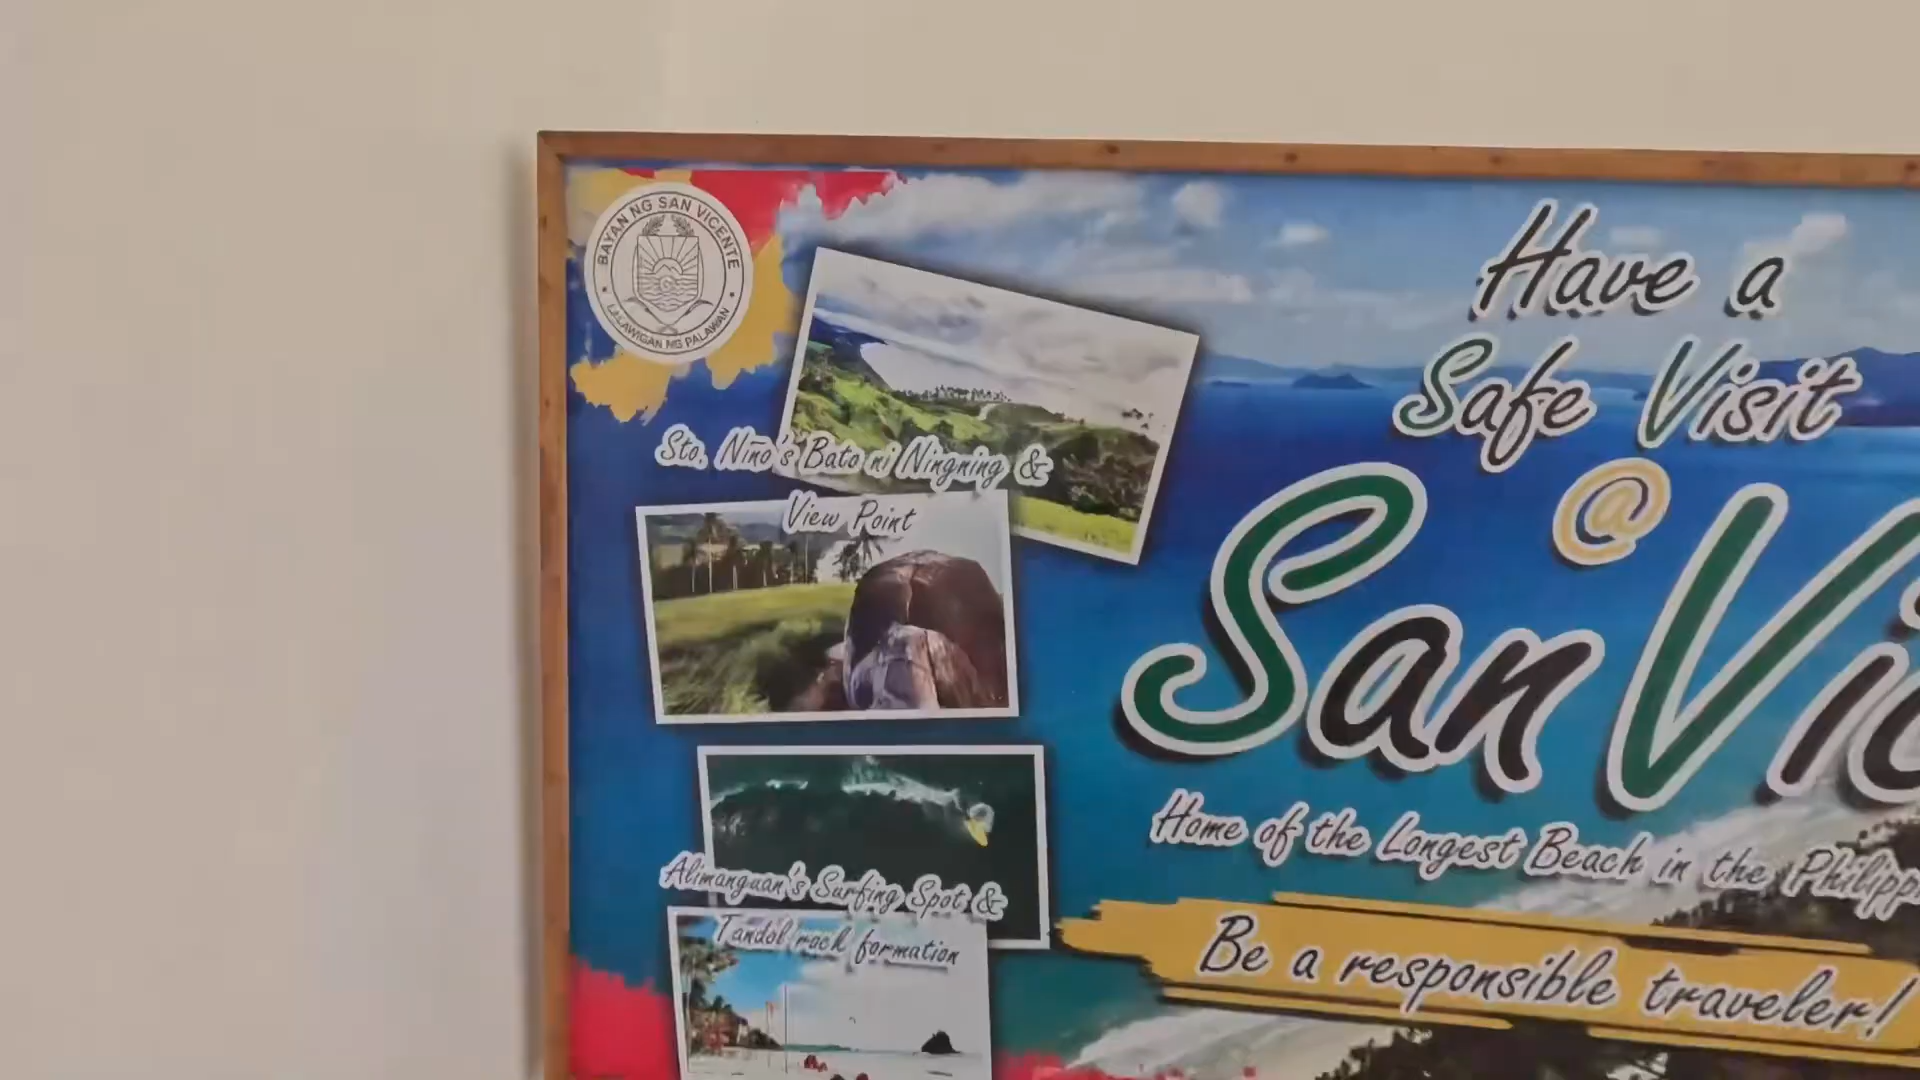 BAYAN NG SAN VICENTE
LALAWIGAN NG PALAWAN
Have a
Safe Visit
@
San Vic
Home of the Longest Beach in the Philipp
Be a responsible traveler!
Sto. Niño's Bato ni Ningning &
View Point
Alimanguan's Surfing Spot &
Tandol rock formation